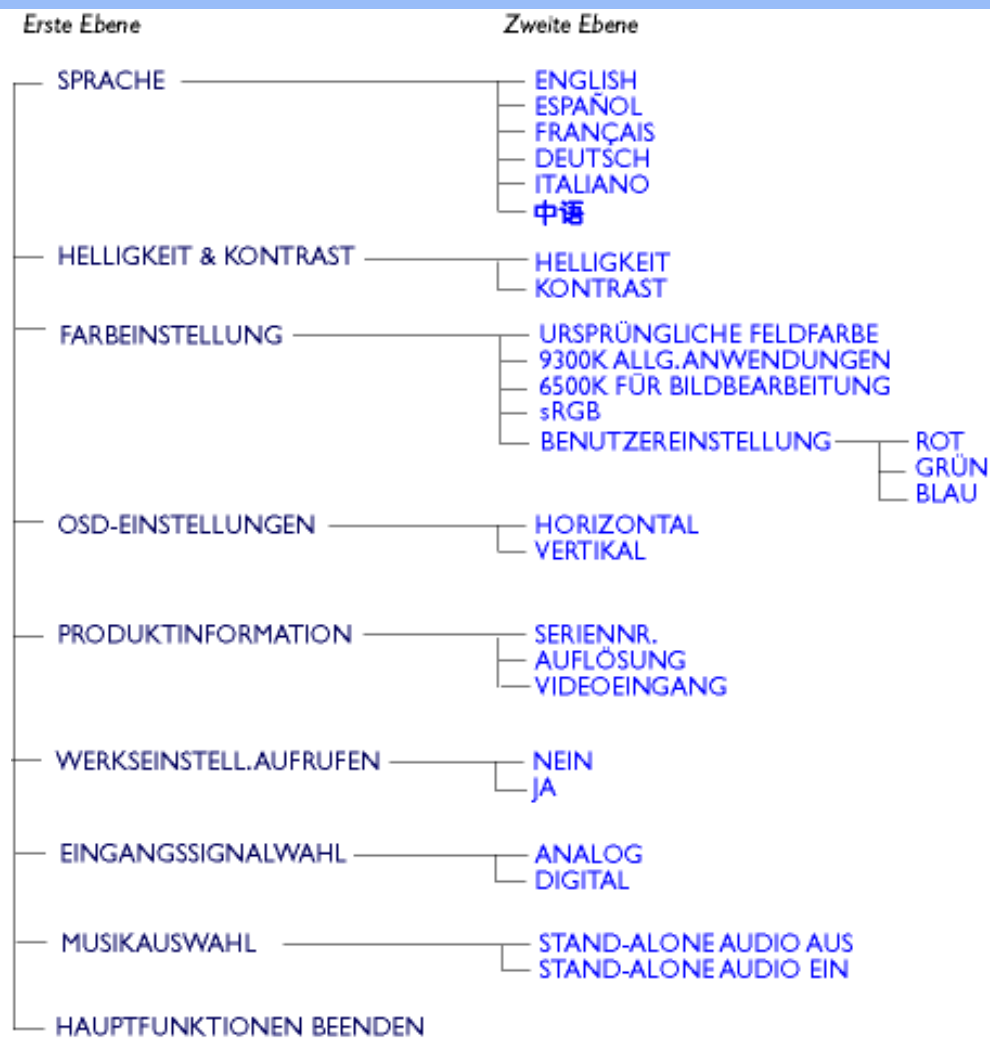 Erste Ebene Zweite Ebene
SPRACHE ENGLISH
ESPAÑOL
FRANÇAIS
DEUTSCH
ITALIANO
中语
HELLIGKEIT & KONTRAST HELLIGKEIT
KONTRAST
FARBEINSTELLUNG URSPRÜNGLICHE FELDFARBE
9300K ALLG.ANWENDUNGEN
6500K FÜR BILDBEARBEITUNG
sRGB
BENUTZEREINSTELLUNG ROT
GRÜN
BLAU
OSD-EINSTELLUNGEN HORIZONTAL
VERTIKAL
PRODUKTINFORMATION SERIENNR.
AUFLÖSUNG
VIDEOEINGANG
WERKSEINSTELL.AUFRUFEN NEIN
JA
EINGANGSSIGNALWAHL ANALOG
DIGITAL
MUSIKAUSWAHL STAND-ALONE AUDIO AUS
STAND-ALONE AUDIO EIN
HAUPTFUNKTIONEN BEENDEN